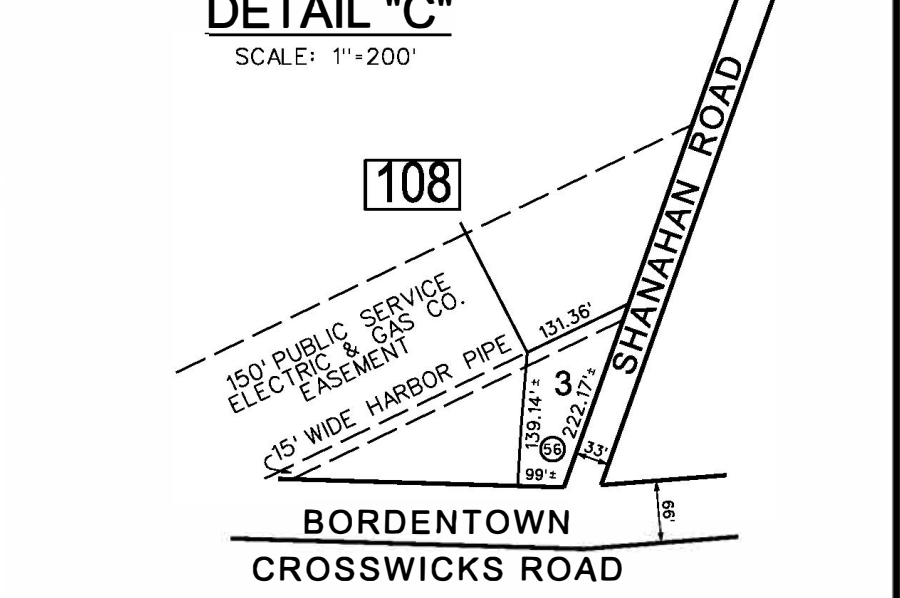 DETAIL "C"
SCALE: 1"=200'
108
SHANAHAN ROAD
150' PUBLIC SERVICE
ELECTRIC & GAS CO.
EASEMENT
131.36'
15' WIDE HARBOR PIPE
3
139.14'±
222.17'±
56
33'
99'±
66'
BORDENTOWN
CROSSWICKS ROAD